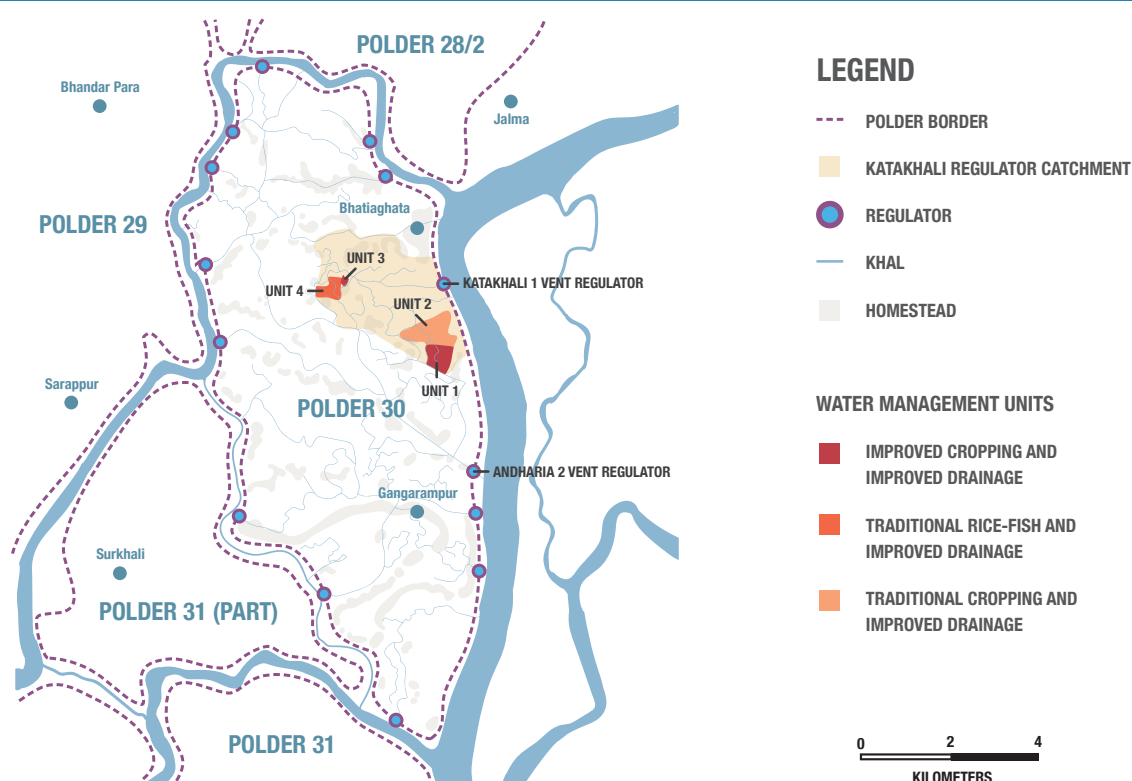 POLDER 28/2
Bhandar Para
Jalma
POLDER 29
Bhatiaghata
UNIT 3
UNIT 4
KATAKHALI 1 VENT REGULATOR
UNIT 2
UNIT 1
Sarappur
POLDER 30
ANDHARIA 2 VENT REGULATOR
Gangarampur
Surkhali
POLDER 31 (PART)
POLDER 31
LEGEND
POLDER BORDER
KATAKHALI REGULATOR CATCHMENT
REGULATOR
KHAL
HOMESTEAD
WATER MANAGEMENT UNITS
IMPROVED CROPPING AND
IMPROVED DRAINAGE
TRADITIONAL RICE-FISH AND
IMPROVED DRAINAGE
TRADITIONAL CROPPING AND
IMPROVED DRAINAGE
0 2 4
KILOMETERS